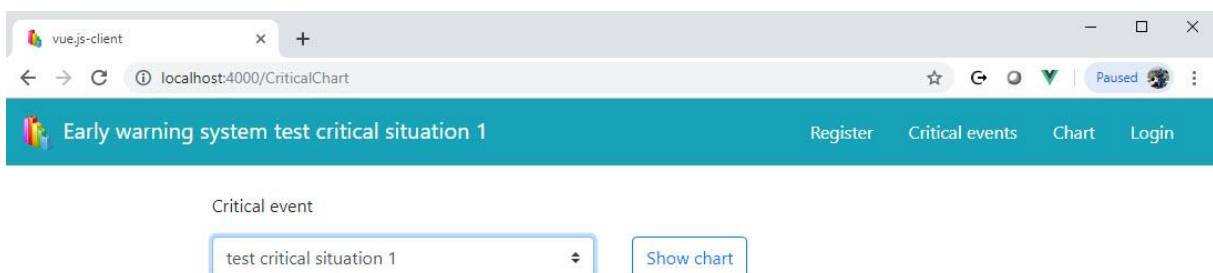 vue.js-client
localhost:4000/CriticalChart
Paused
Early warning system test critical situation 1 Register Critical events Chart Login
Critical event
test critical situation 1 Show chart